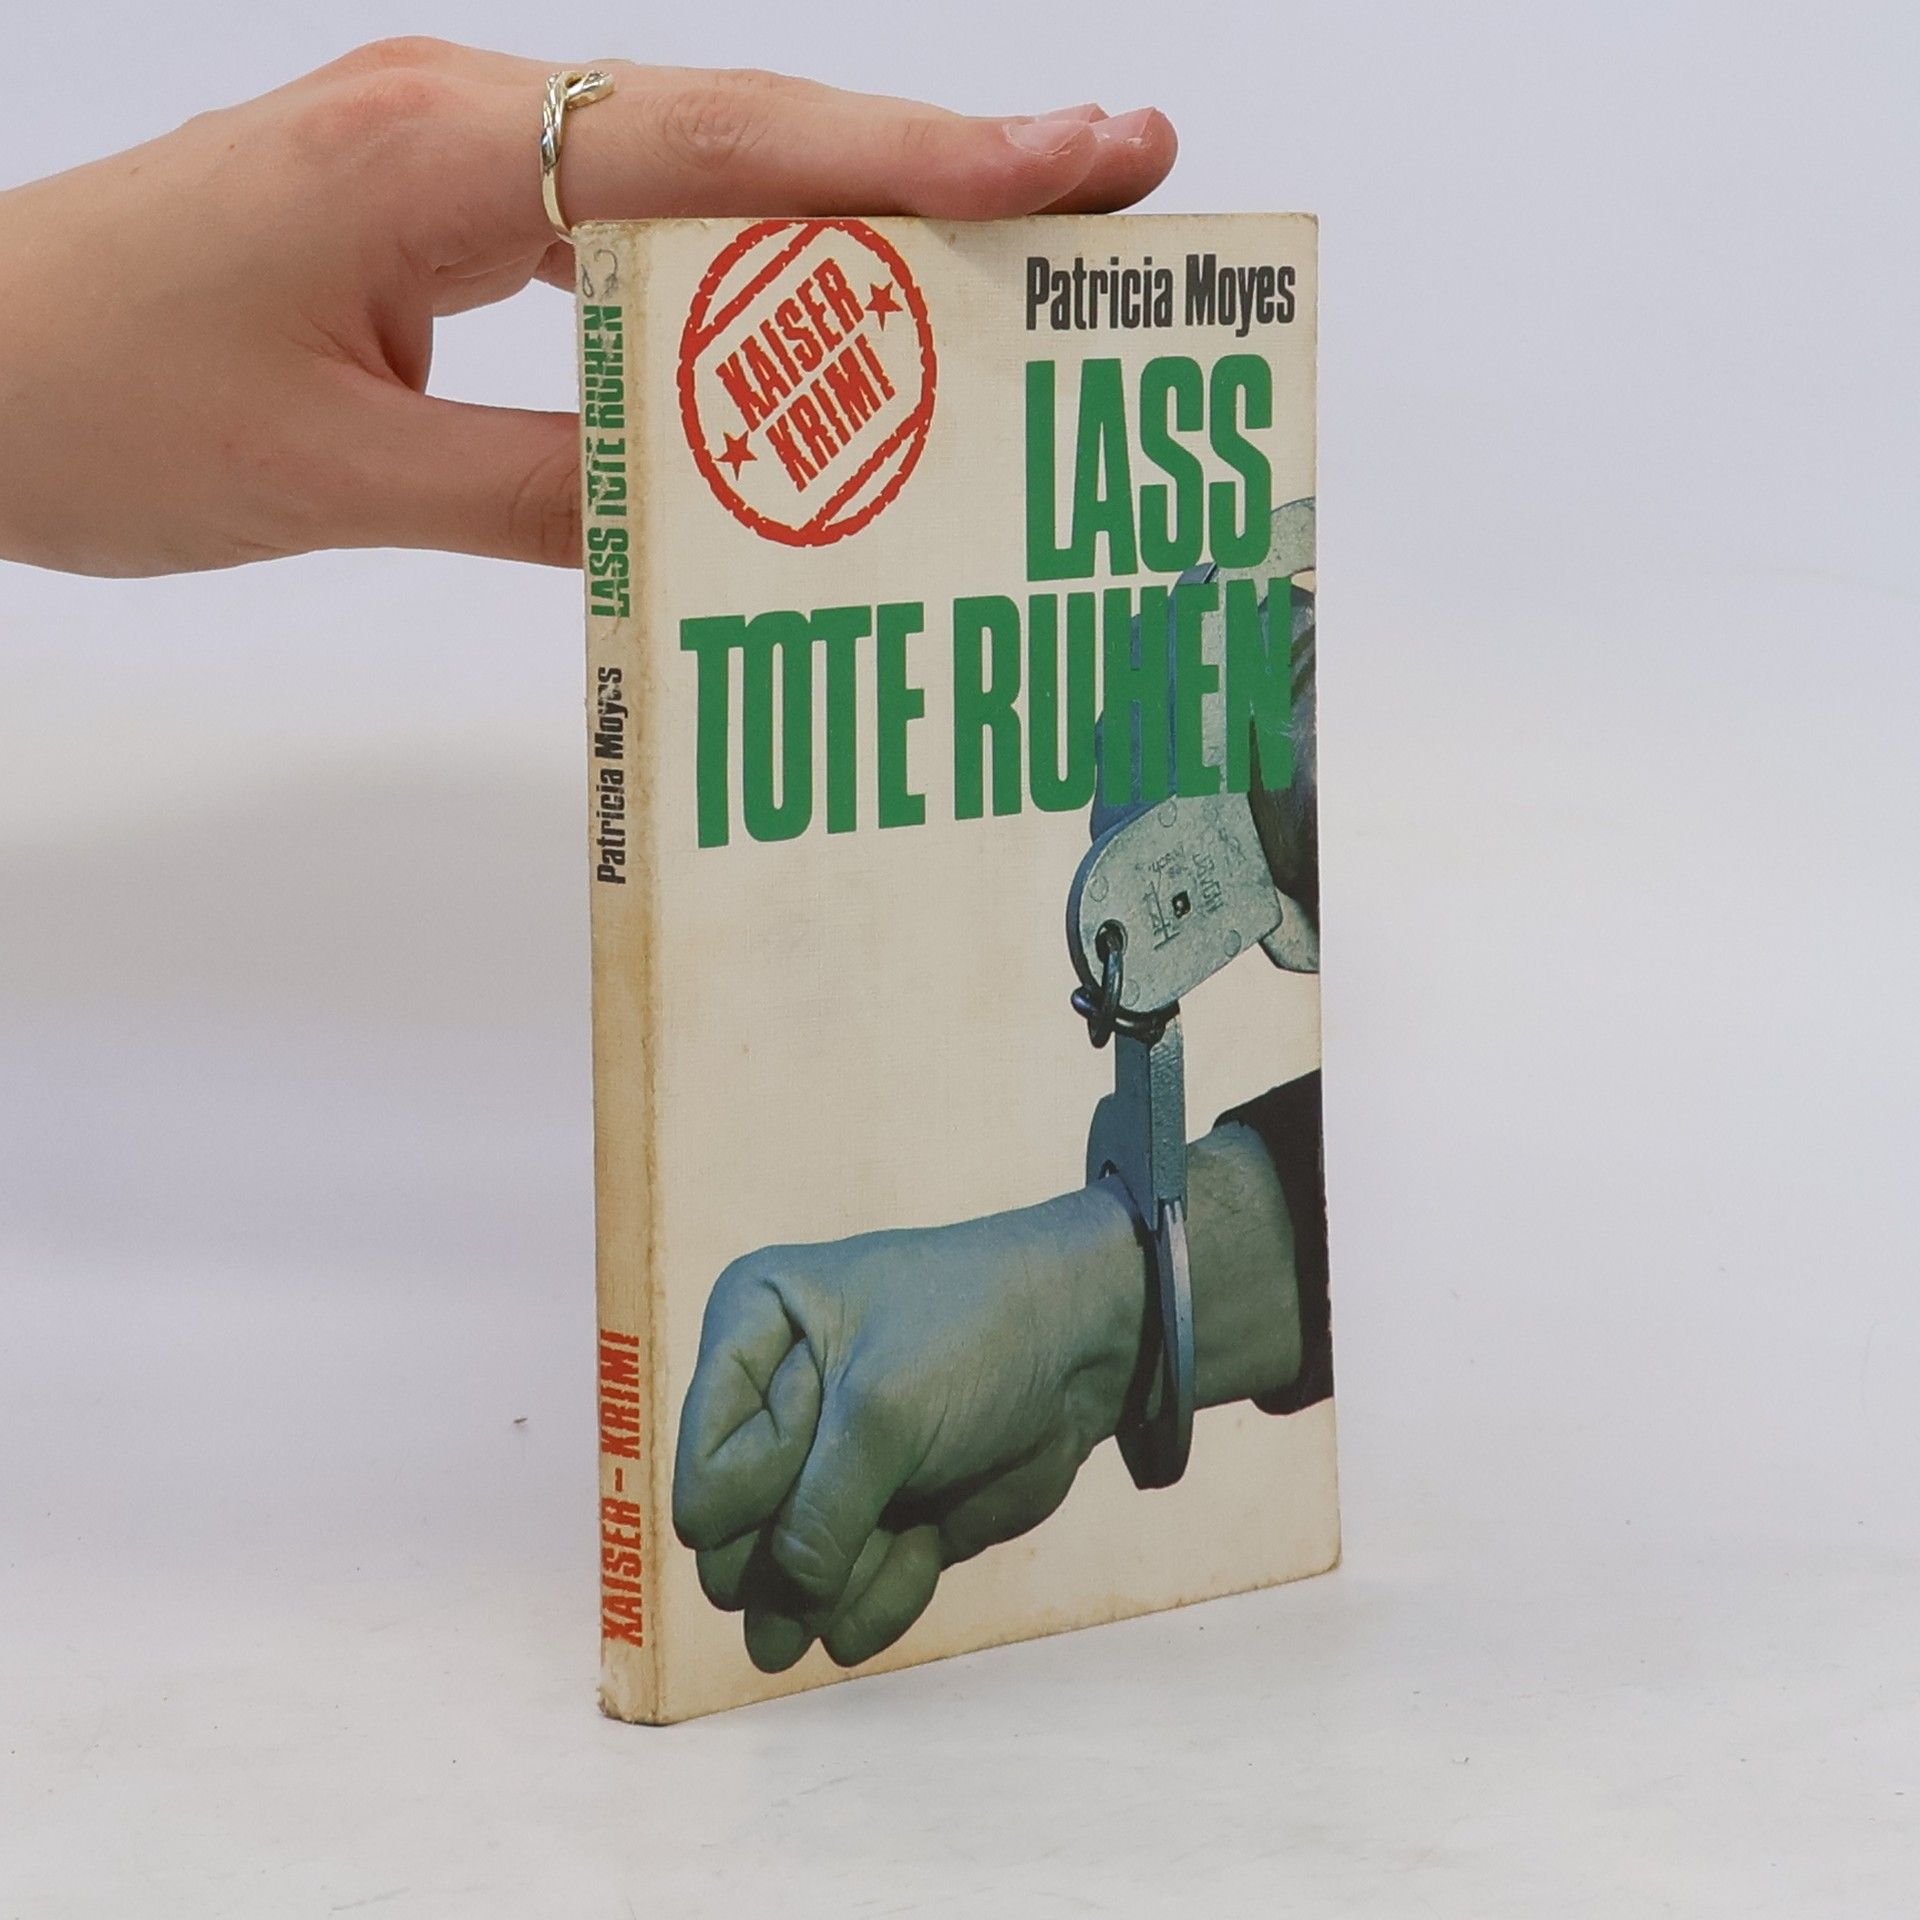 KAISER
KRIMI
Patricia Moyes
LASS
TOTE RUHEN
LASS TOTE RUHEN
Patricia Moyes
KAISER-KRIMI